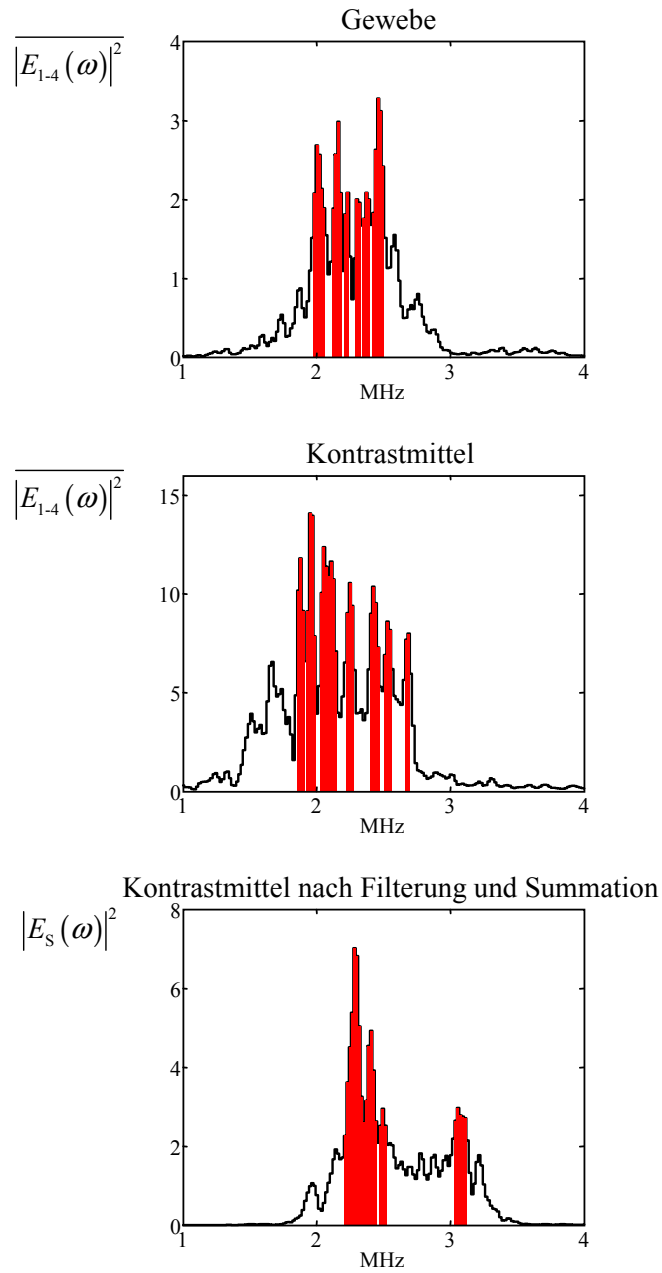 Gewebe
|E₁₋₄(ω)|²
4
3
2
1
0
1 2 3 4
MHz
Kontrastmittel
|E₁₋₄(ω)|²
15
10
5
0
1 2 3 4
MHz
Kontrastmittel nach Filterung und Summation
|E_S(ω)|²
8
6
4
2
0
1 2 3 4
MHz